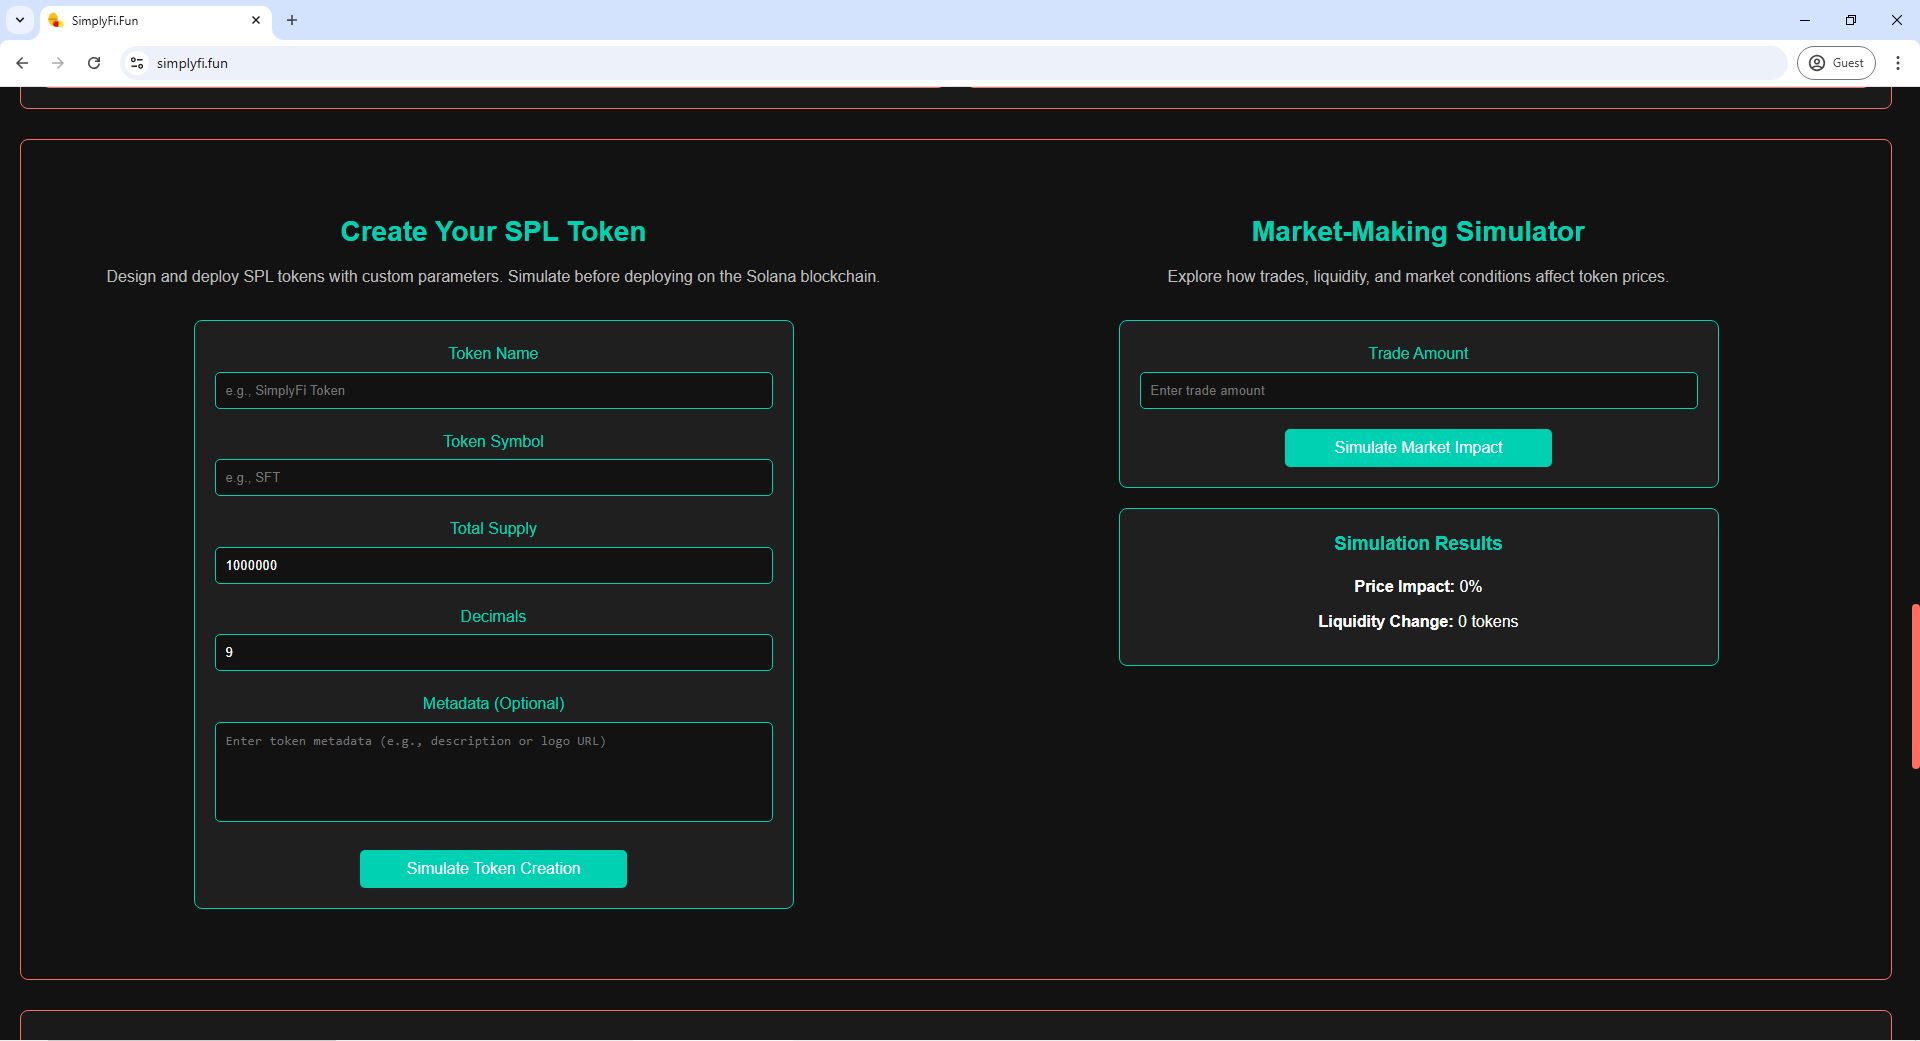 SimplyFi.Fun
simplyfi.fun
Guest
Create Your SPL Token
Design and deploy SPL tokens with custom parameters. Simulate before deploying on the Solana blockchain.
Token Name
e.g., SimplyFi Token
Token Symbol
e.g., SFT
Total Supply
1000000
Decimals
9
Metadata (Optional)
Enter token metadata (e.g., description or logo URL)
Simulate Token Creation
Market-Making Simulator
Explore how trades, liquidity, and market conditions affect token prices.
Trade Amount
Enter trade amount
Simulate Market Impact
Simulation Results
Price Impact: 0%
Liquidity Change: 0 tokens